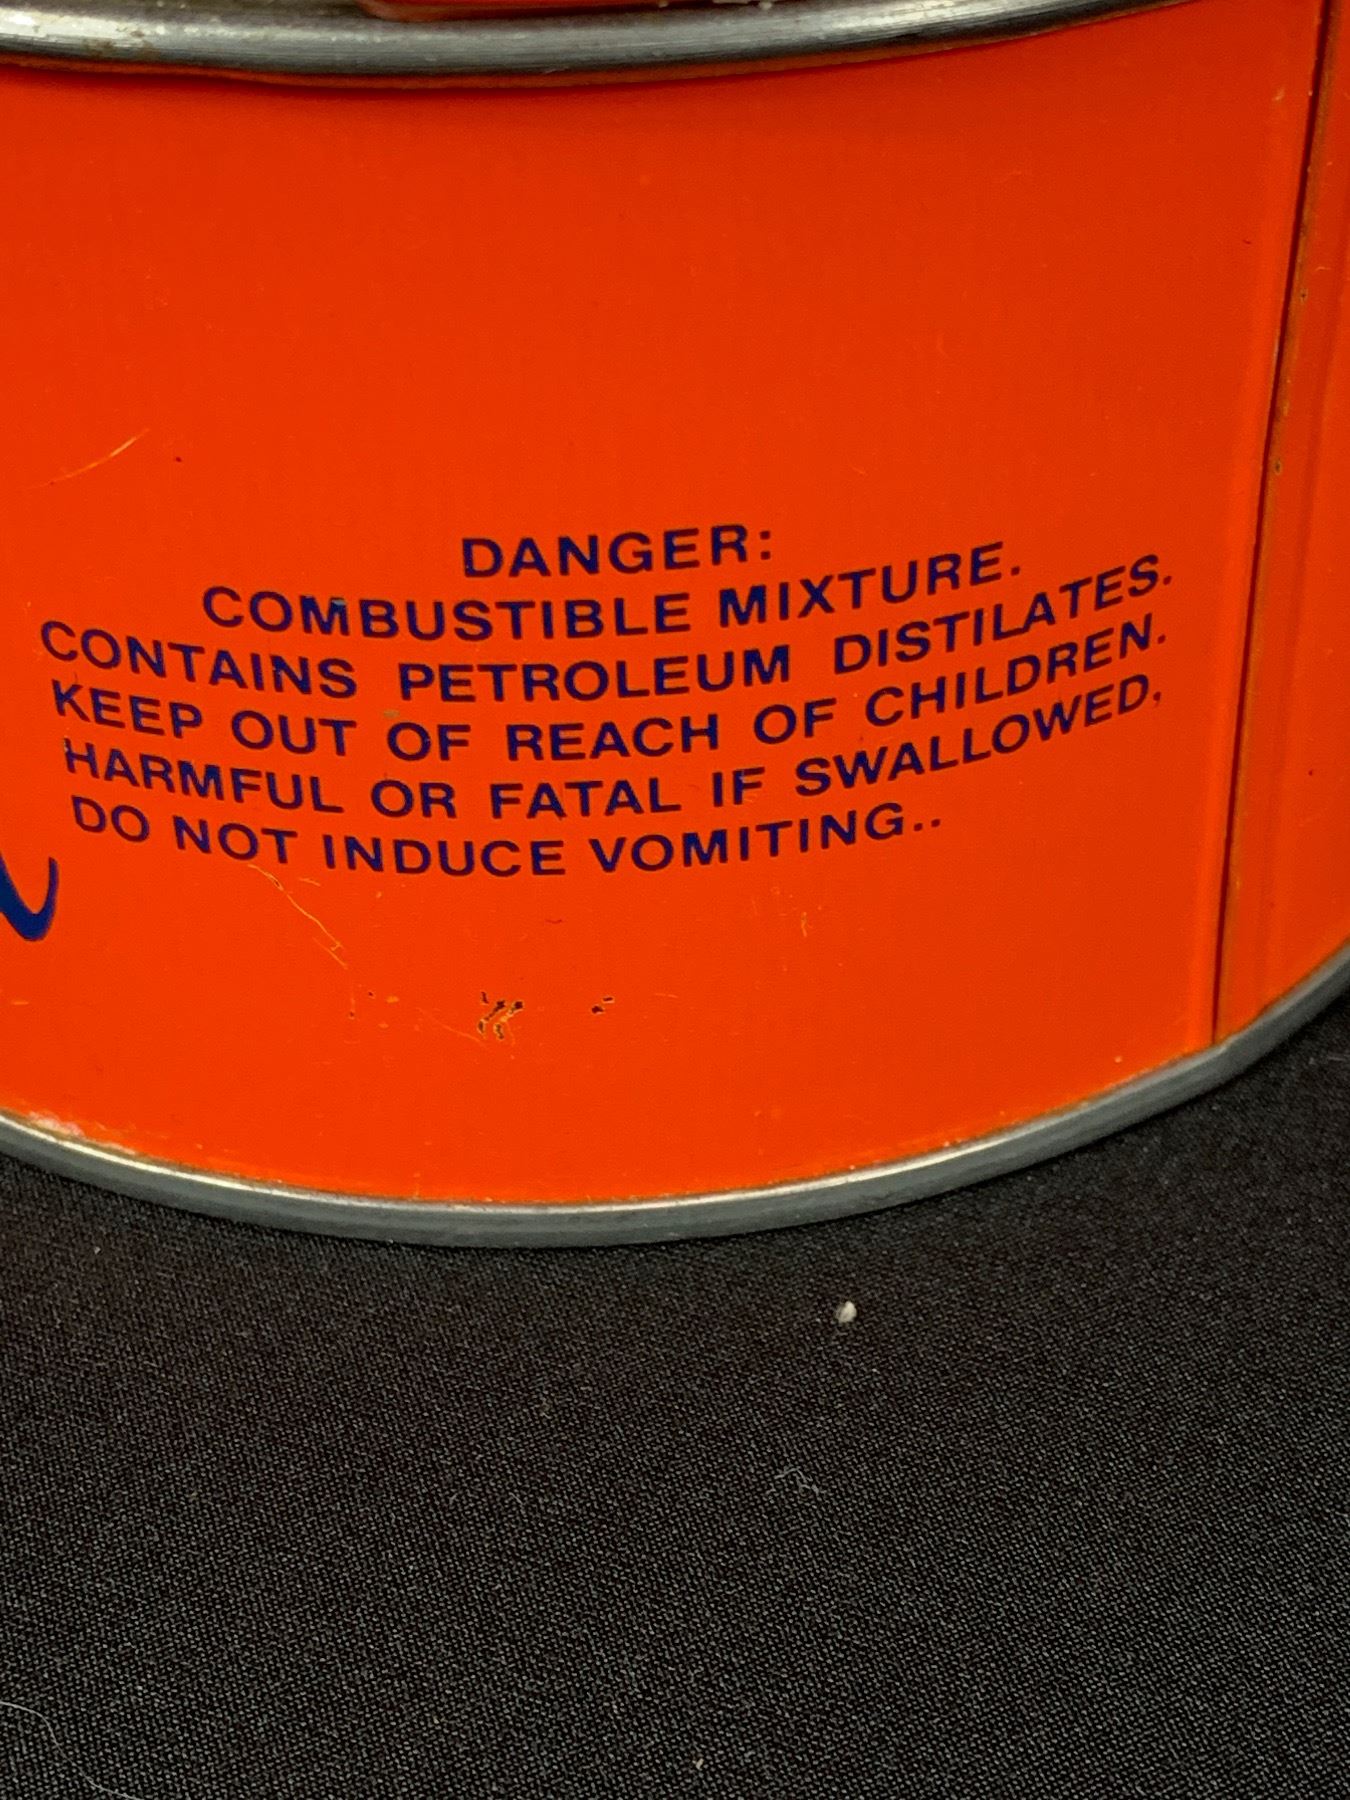 DANGER:
COMBUSTIBLE MIXTURE.
CONTAINS PETROLEUM DISTILATES.
KEEP OUT OF REACH OF CHILDREN.
HARMFUL OR FATAL IF SWALLOWED,
DO NOT INDUCE VOMITING..